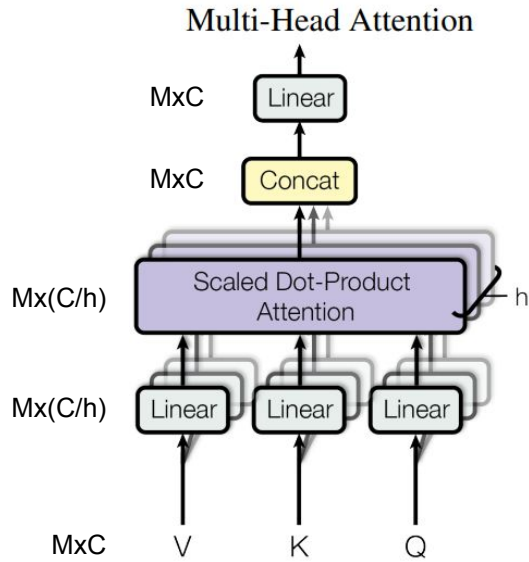 Multi-Head Attention
MxC Linear
MxC Concat
Mx(C/h) Scaled Dot-Product
Attention
h
Mx(C/h) Linear Linear Linear
MxC V K Q